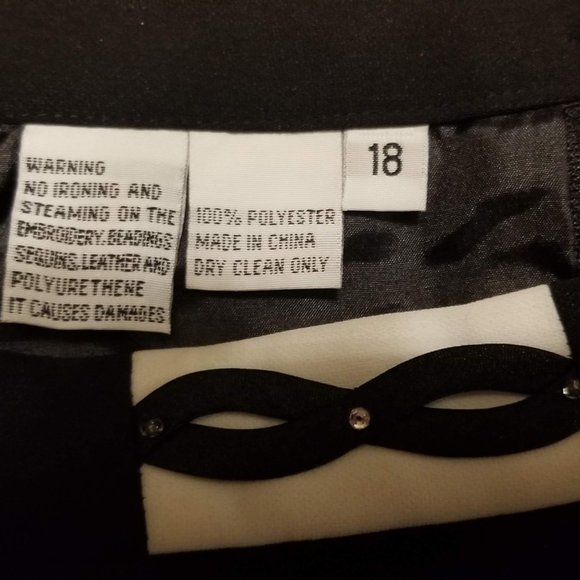 WARNING
NO IRONING AND
STEAMING ON THE
EMBROIDERY, BEADINGS
SEQUINS, LEATHER AND
POLYURETHENE
IT CAUSES DAMAGES
100% POLYESTER
MADE IN CHINA
DRY CLEAN ONLY
18